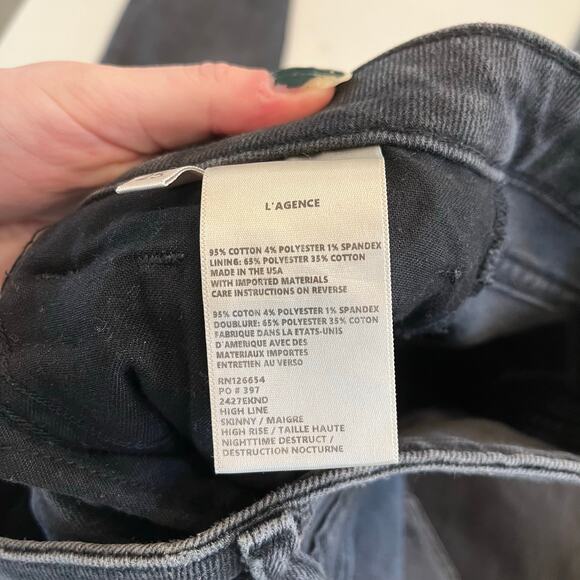 L'AGENCE
95% COTTON 4% POLYESTER 1% SPANDEX
LINING: 65% POLYESTER 35% COTTON
MADE IN THE USA
WITH IMPORTED MATERIALS
CARE INSTRUCTIONS ON REVERSE
95% COTON 4% POLYESTER 1% SPANDEX
DOUBLURE: 65% POLYESTER 35% COTON
FABRIQUE DANS LA ETATS-UNIS
D'AMERIQUE AVEC DES
MATERIAUX IMPORTES
ENTRETIEN AU VERSO
RN126654
PO # 397
2427EKND
HIGH LINE
SKINNY / MAIGRE
HIGH RISE / TAILLE HAUTE
NIGHTTIME DESTRUCT /
DESTRUCTION NOCTURNE